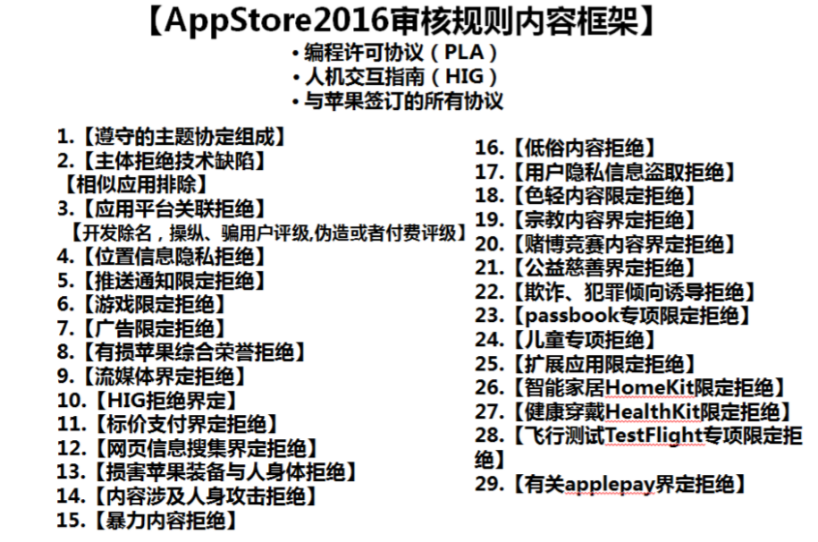 【AppStore2016审核规则内容框架】
• 编程许可协议（PLA）
• 人机交互指南（HIG）
• 与苹果签订的所有协议
1.【遵守的主题协定组成】
2.【主体拒绝技术缺陷】
【相似应用排除】
3.【应用平台关联拒绝】
【开发除名，操纵、骗用户评级,伪造或者付费评级】
4.【位置信息隐私拒绝】
5.【推送通知限定拒绝】
6.【游戏限定拒绝】
7.【广告限定拒绝】
8.【有损苹果综合荣誉拒绝】
9.【流媒体界定拒绝】
10.【HIG拒绝界定】
11.【标价支付界定拒绝】
12.【网页信息搜集界定拒绝】
13.【损害苹果装备与人身体拒绝】
14.【内容涉及人身攻击拒绝】
15.【暴力内容拒绝】
16.【低俗内容拒绝】
17.【用户隐私信息盗取拒绝】
18.【色轻内容限定拒绝】
19.【宗教内容界定拒绝】
20.【赌博竞赛内容界定拒绝】
21.【公益慈善界定拒绝】
22.【欺诈、犯罪倾向诱导拒绝】
23.【passbook专项限定拒绝】
24.【儿童专项拒绝】
25.【扩展应用限定拒绝】
26.【智能家居HomeKit限定拒绝】
27.【健康穿戴HealthKit限定拒绝】
28.【飞行测试TestFlight专项限定拒
绝】
29.【有关applepay界定拒绝】